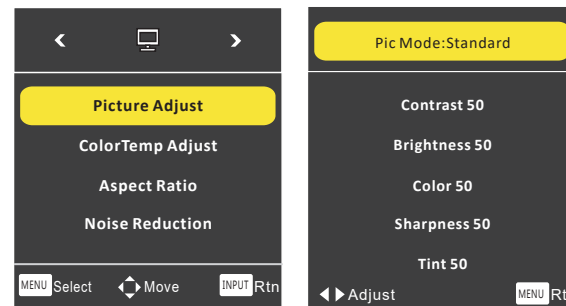 Picture Adjust
ColorTemp Adjust
Aspect Ratio
Noise Reduction
MENU Select Move INPUT Rtn
Pic Mode:Standard
Contrast 50
Brightness 50
Color 50
Sharpness 50
Tint 50
Adjust MENU Rt